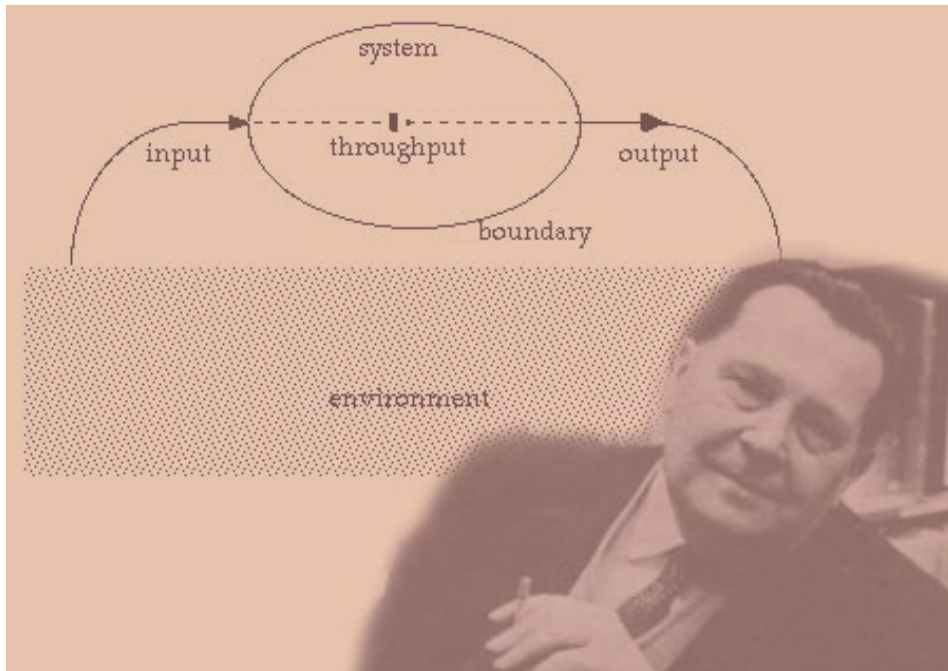 system
input
throughput
output
boundary
environment